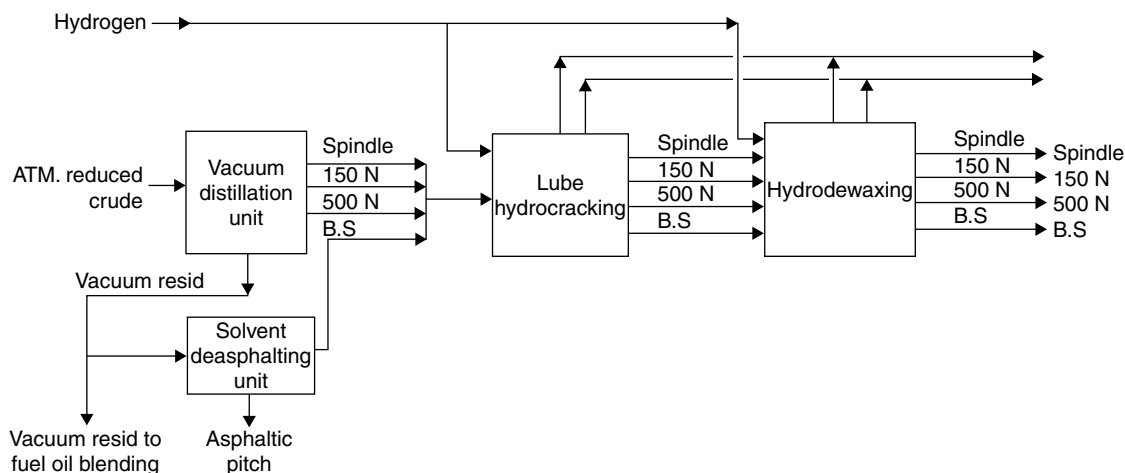 Hydrogen
ATM. reduced
crude
Vacuum
distillation
unit
Spindle
150 N
500 N
B.S
Lube
hydrocracking
Spindle
150 N
500 N
B.S
Hydrodewaxing
Spindle
150 N
500 N
B.S
Spindle
150 N
500 N
B.S
Vacuum resid
Solvent
deasphalting
unit
Vacuum resid to
fuel oil blending
Asphaltic
pitch